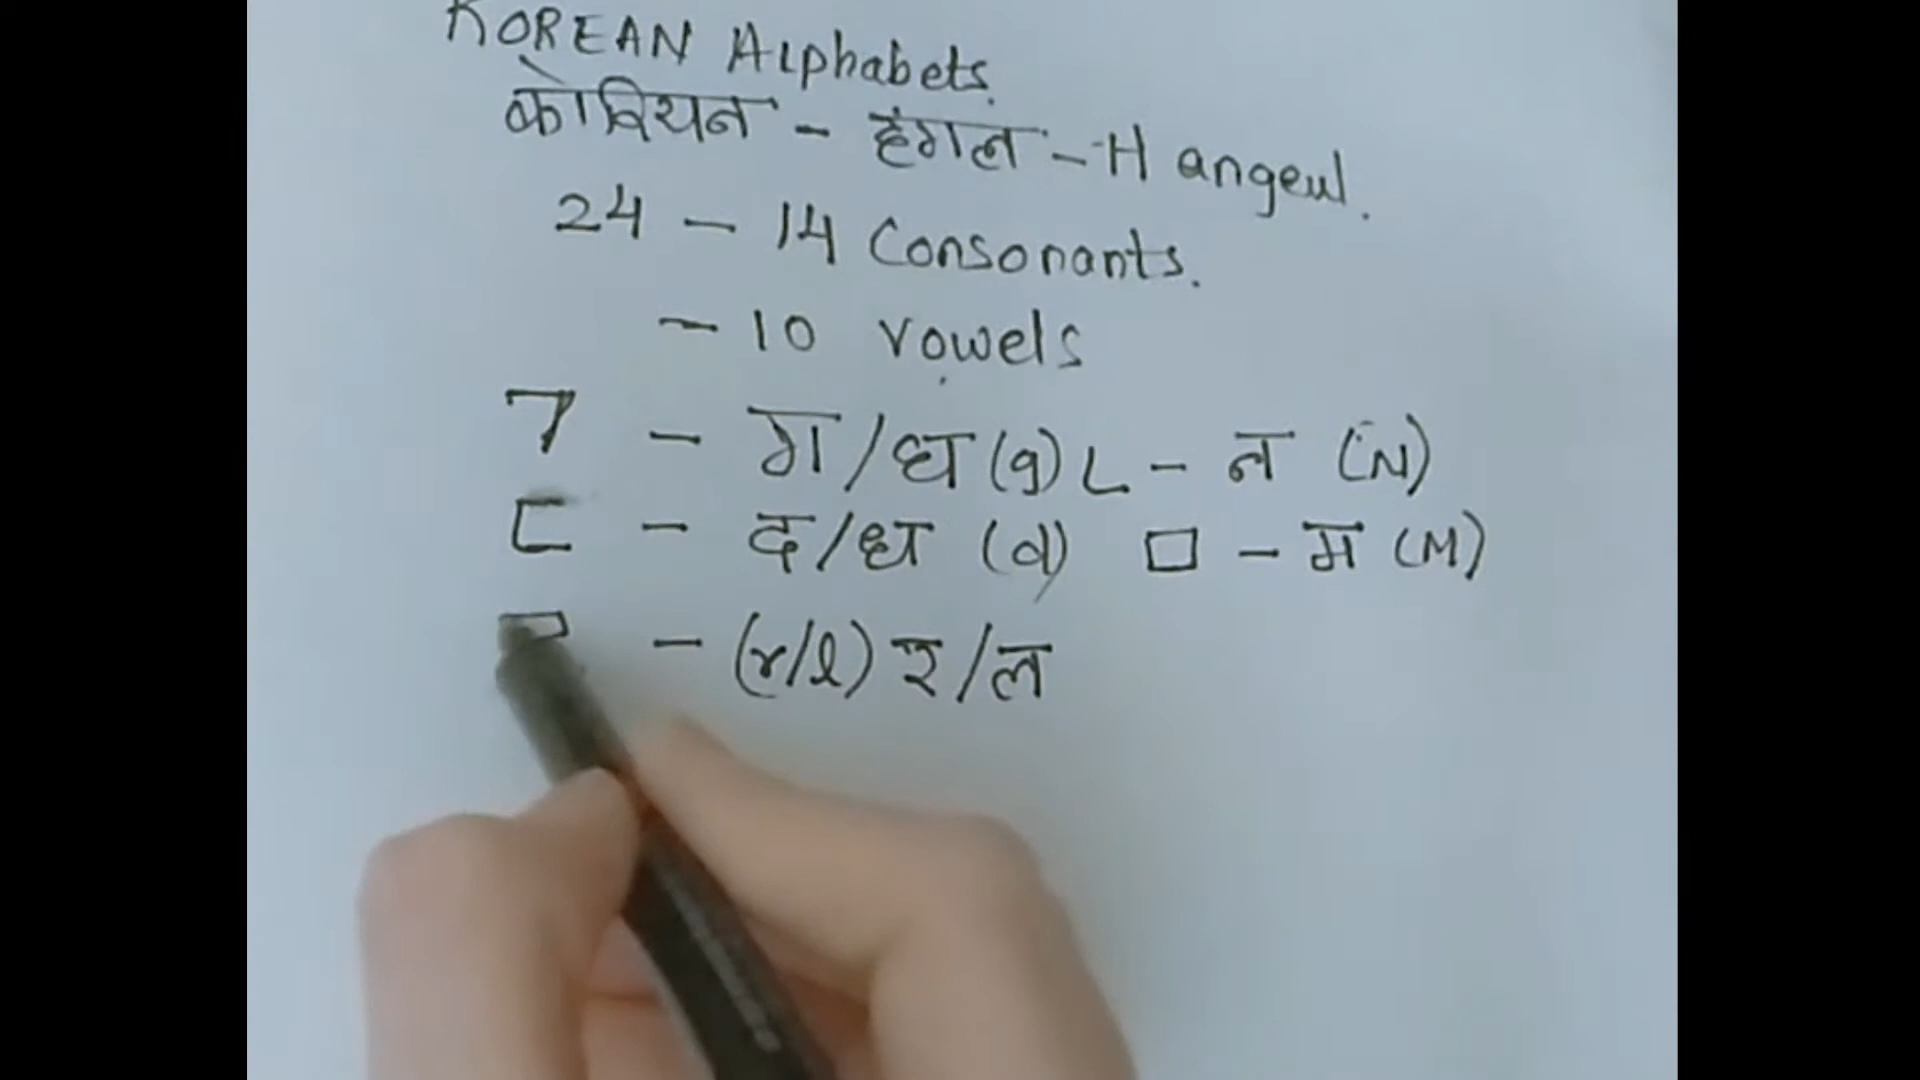 KOREAN Alphabets.
कोरियन - हंगल - Hangeul.
24 - 14 Consonants.
- 10 vowels
ㄱ - ग/घ (g) ㄴ - न (N)
ㄷ - द/ध (d) ㅁ - म (M)
- (r/l) र/ल